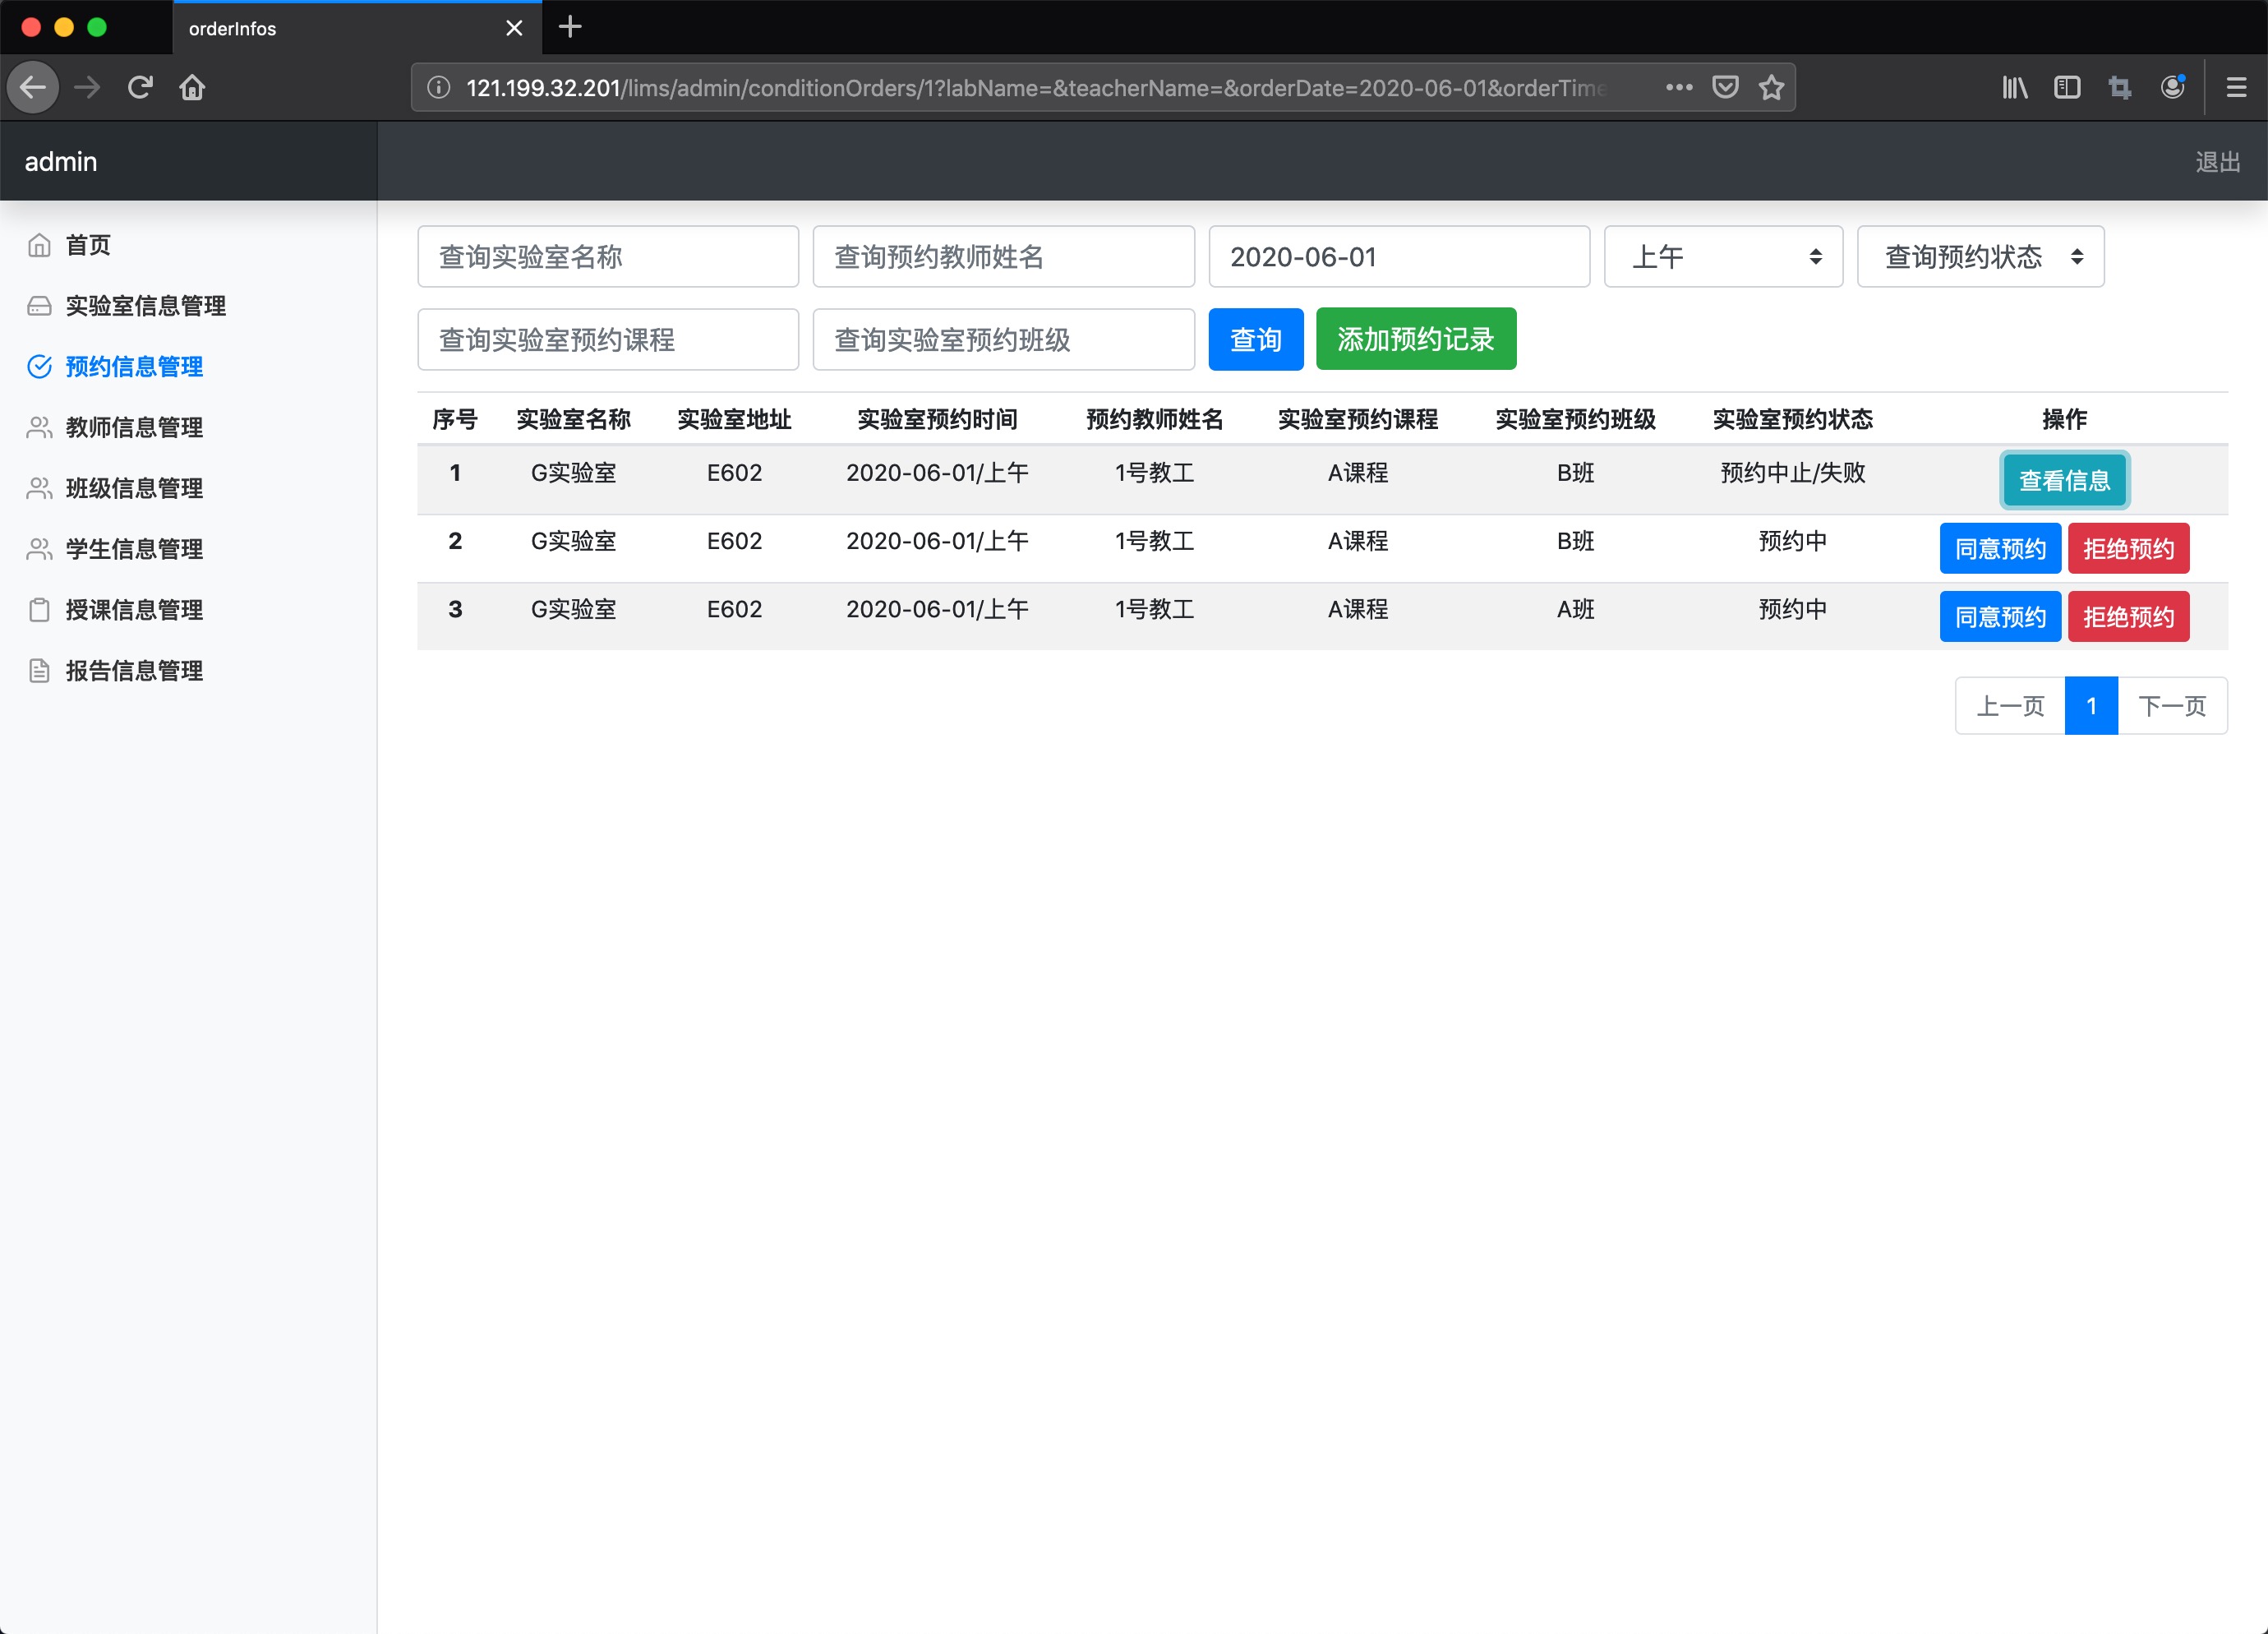 orderInfos
121.199.32.201/lims/admin/conditionOrders/1?labName=&teacherName=&orderDate=2020-06-01&orderTime
admin
退出
首页
实验室信息管理
预约信息管理
教师信息管理
班级信息管理
学生信息管理
授课信息管理
报告信息管理
查询实验室名称 查询预约教师姓名 2020-06-01 上午 查询预约状态
查询实验室预约课程 查询实验室预约班级 查询 添加预约记录
序号 实验室名称 实验室地址 实验室预约时间 预约教师姓名 实验室预约课程 实验室预约班级 实验室预约状态 操作
1 G实验室 E602 2020-06-01/上午 1号教工 A课程 B班 预约中止/失败 查看信息
2 G实验室 E602 2020-06-01/上午 1号教工 A课程 B班 预约中 同意预约 拒绝预约
3 G实验室 E602 2020-06-01/上午 1号教工 A课程 A班 预约中 同意预约 拒绝预约
上一页 1 下一页